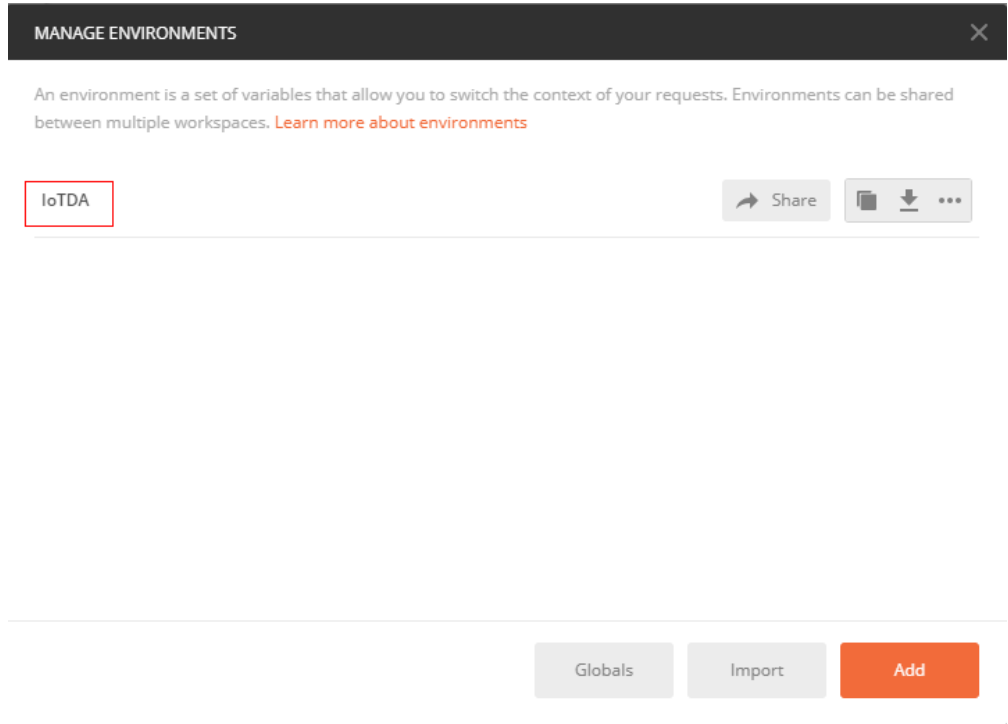 MANAGE ENVIRONMENTS
An environment is a set of variables that allow you to switch the context of your requests. Environments can be shared
between multiple workspaces. Learn more about environments
IoTDA
Share
Globals
Import
Add